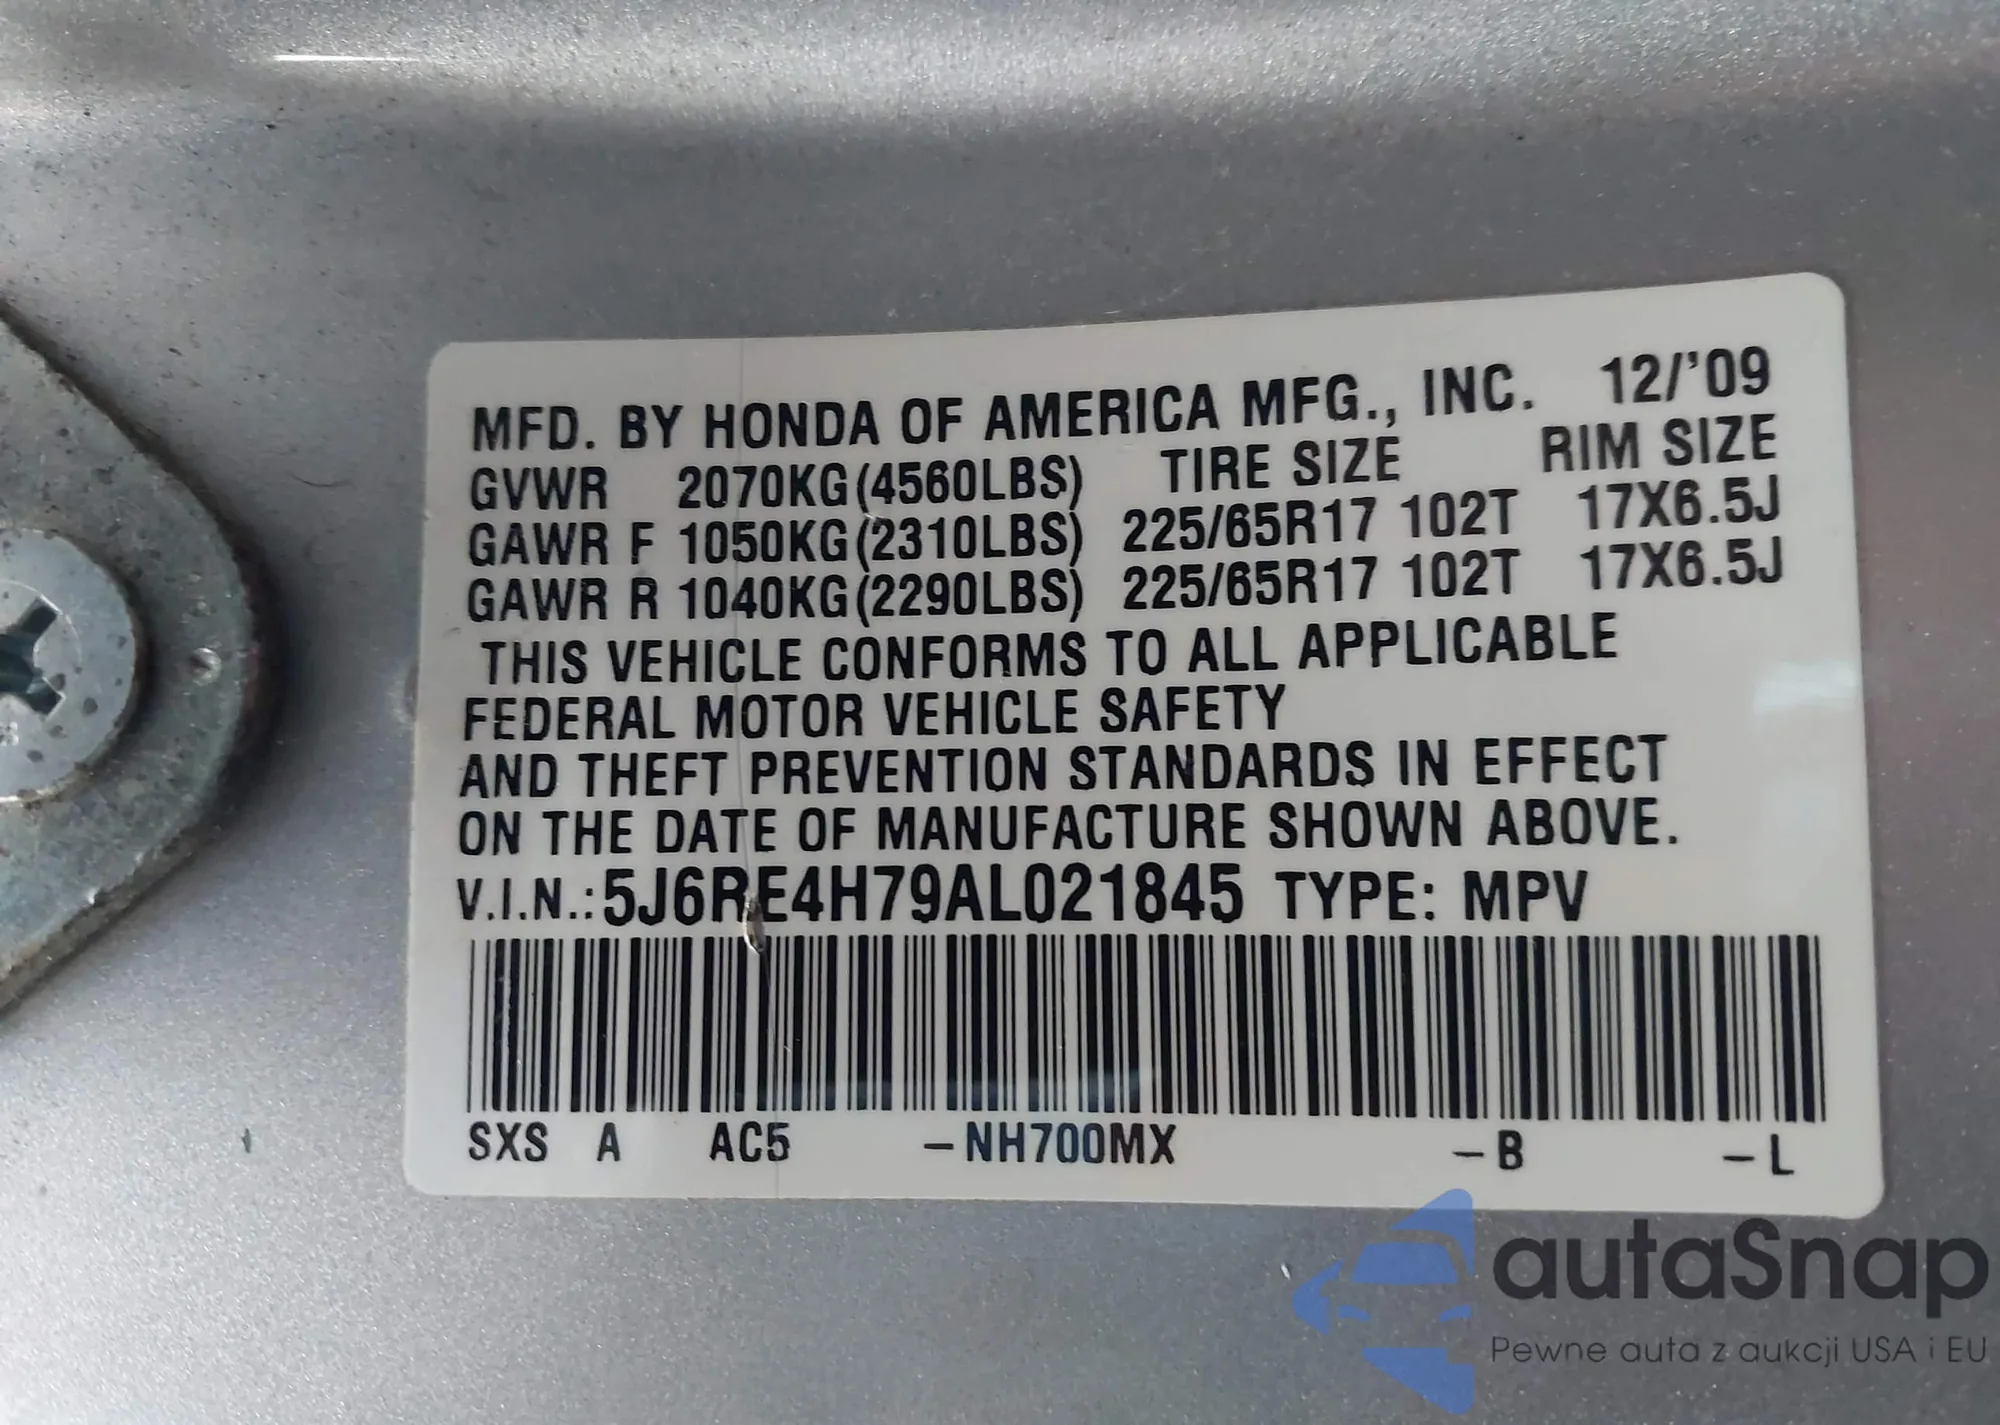 MFD. BY HONDA OF AMERICA MFG., INC. 12/'09
GVWR 2070KG(4560LBS) TIRE SIZE RIM SIZE
GAWR F 1050KG(2310LBS) 225/65R17 102T 17X6.5J
GAWR R 1040KG(2290LBS) 225/65R17 102T 17X6.5J
THIS VEHICLE CONFORMS TO ALL APPLICABLE
FEDERAL MOTOR VEHICLE SAFETY
AND THEFT PREVENTION STANDARDS IN EFFECT
ON THE DATE OF MANUFACTURE SHOWN ABOVE.
V.I.N.: 5J6RE4H79AL021845 TYPE: MPV
SXS A AC5 –NH700MX –B –L
autaSnap
Pewne auta z aukcji USA i EU